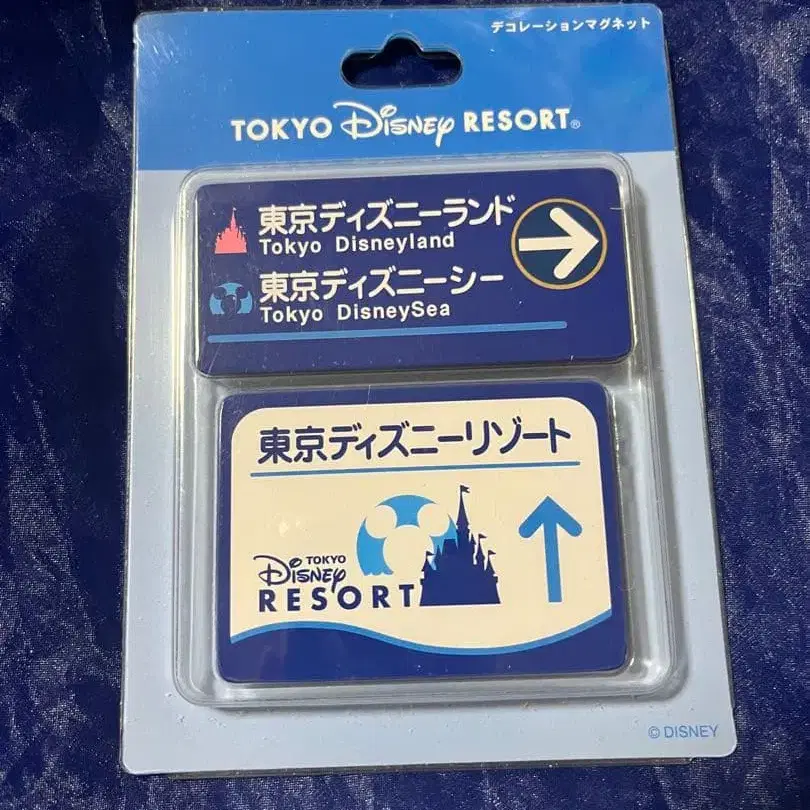 デコレーションマグネット
TOKYO Disney RESORT®
東京ディズニーランド
Tokyo Disneyland
東京ディズニーシー
Tokyo DisneySea
東京ディズニーリゾート
TOKYO
Disney
RESORT
© DISNEY